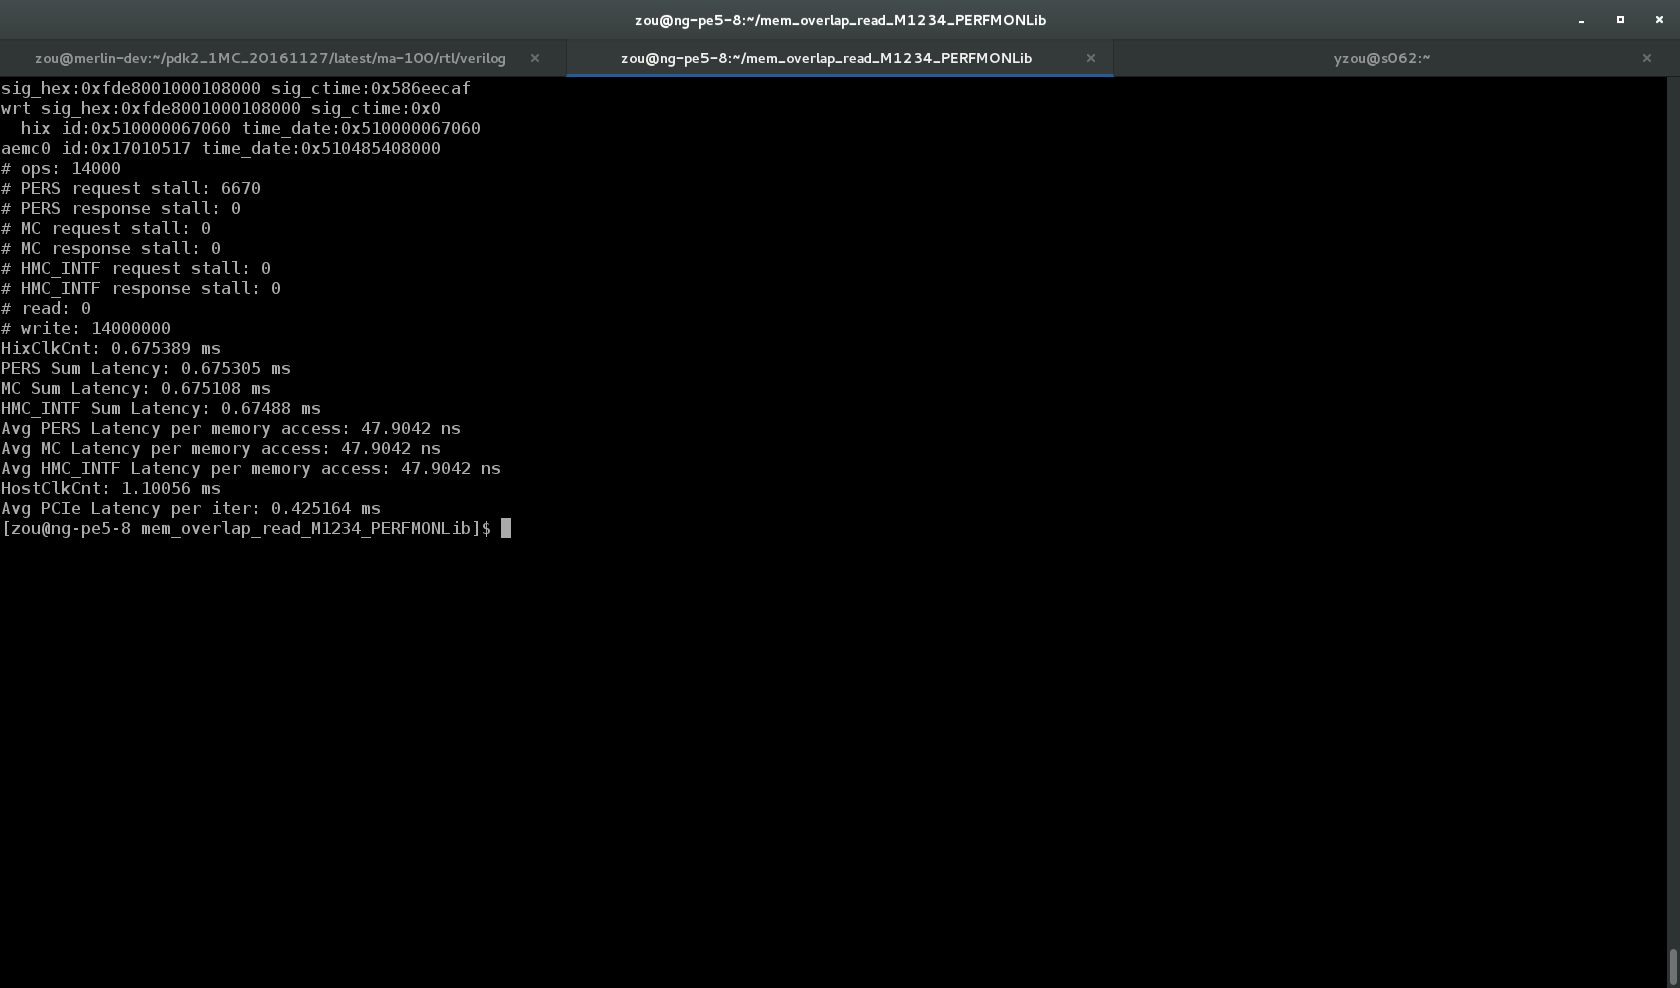 zou@ng-pe5-8:~/mem_overlap_read_M1234_PERFMONLib
zou@merlin-dev:~/pdk2_1MC_20161127/latest/ma-100/rtl/verilog
zou@ng-pe5-8:~/mem_overlap_read_M1234_PERFMONLib
yzou@s062:~
sig_hex:0xfde8001000108000 sig_ctime:0x586eecaf
wrt sig_hex:0xfde8001000108000 sig_ctime:0x0
  hix id:0x510000067060 time_date:0x510000067060
aemc0 id:0x17010517 time_date:0x510485408000
# ops: 14000
# PERS request stall: 6670
# PERS response stall: 0
# MC request stall: 0
# MC response stall: 0
# HMC_INTF request stall: 0
# HMC_INTF response stall: 0
# read: 0
# write: 14000000
HixClkCnt: 0.675389 ms
PERS Sum Latency: 0.675305 ms
MC Sum Latency: 0.675108 ms
HMC_INTF Sum Latency: 0.67488 ms
Avg PERS Latency per memory access: 47.9042 ns
Avg MC Latency per memory access: 47.9042 ns
Avg HMC_INTF Latency per memory access: 47.9042 ns
HostClkCnt: 1.10056 ms
Avg PCIe Latency per iter: 0.425164 ms
[zou@ng-pe5-8 mem_overlap_read_M1234_PERFMONLib]$